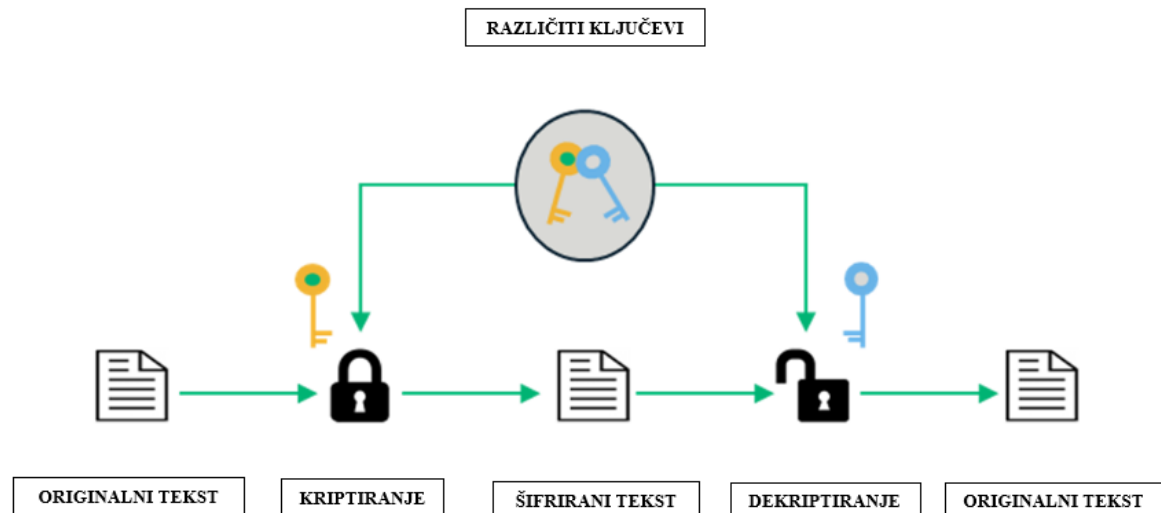 RAZLIČITI KLJUČEVI
ORIGINALNI TEKST
KRIPTIRANJE
ŠIFRIRANI TEKST
DEKRIPTIRANJE
ORIGINALNI TEKST